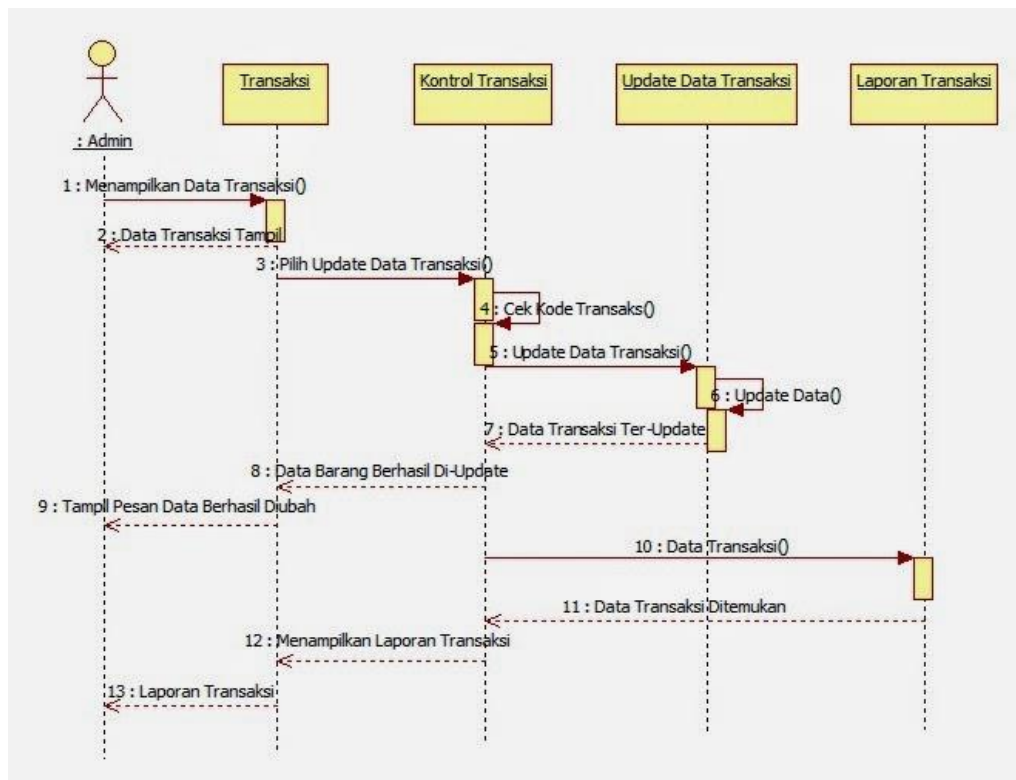 Transaksi
Kontrol Transaksi
Update Data Transaksi
Laporan Transaksi
: Admin
1 : Menampilkan Data Transaksi()
2 : Data Transaksi Tampil
3 : Pilih Update Data Transaksi()
4 : Cek Kode Transaks()
5 : Update Data Transaksi()
6 : Update Data()
7 : Data Transaksi Ter-Update
8 : Data Barang Berhasil Di-Update
9 : Tampil Pesan Data Berhasil Diubah
10 : Data Transaksi()
11 : Data Transaksi Ditemukan
12 : Menampilkan Laporan Transaksi
13 : Laporan Transaksi